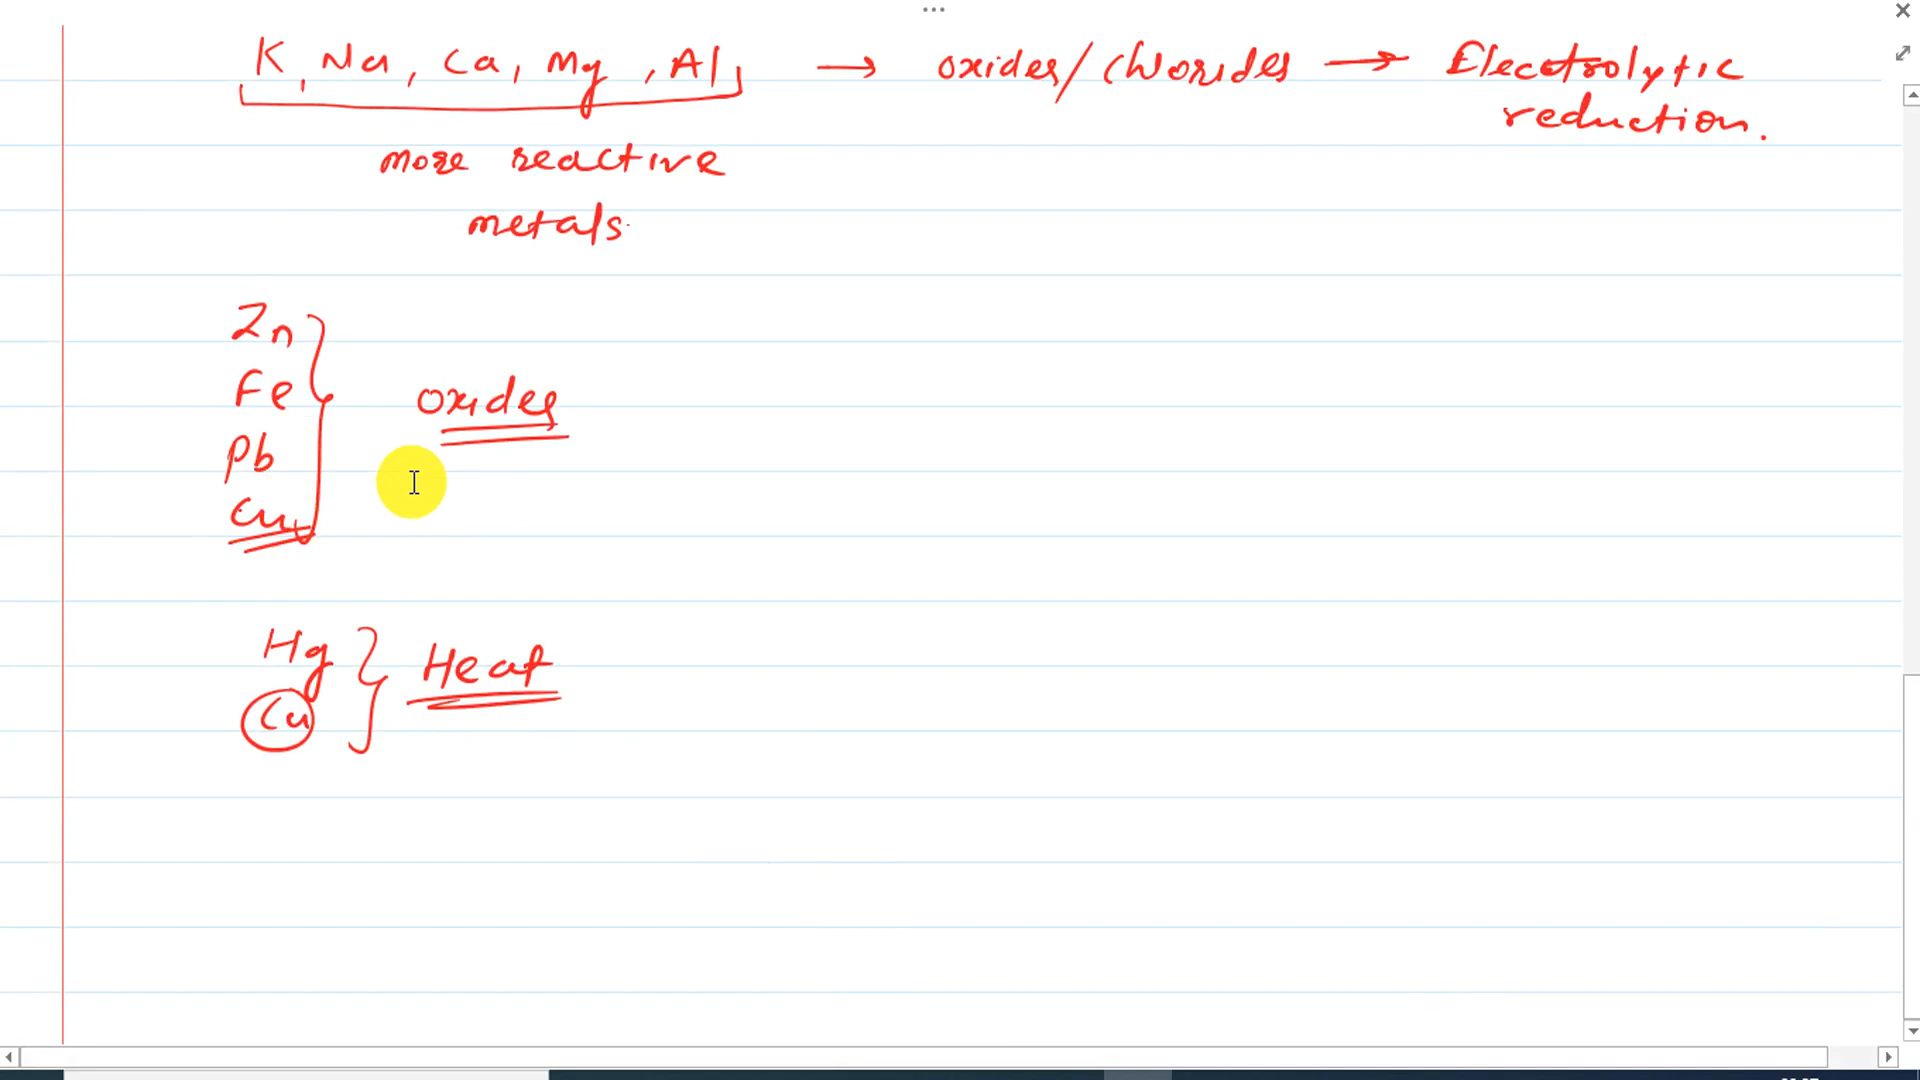 K, Na, Ca, Mg, Al, → oxides/chlorides → Electrolytic
reduction.
more reactive
metals.
Zn
Fe
oxides
Pb
Cu
Hg
Heat
Cu